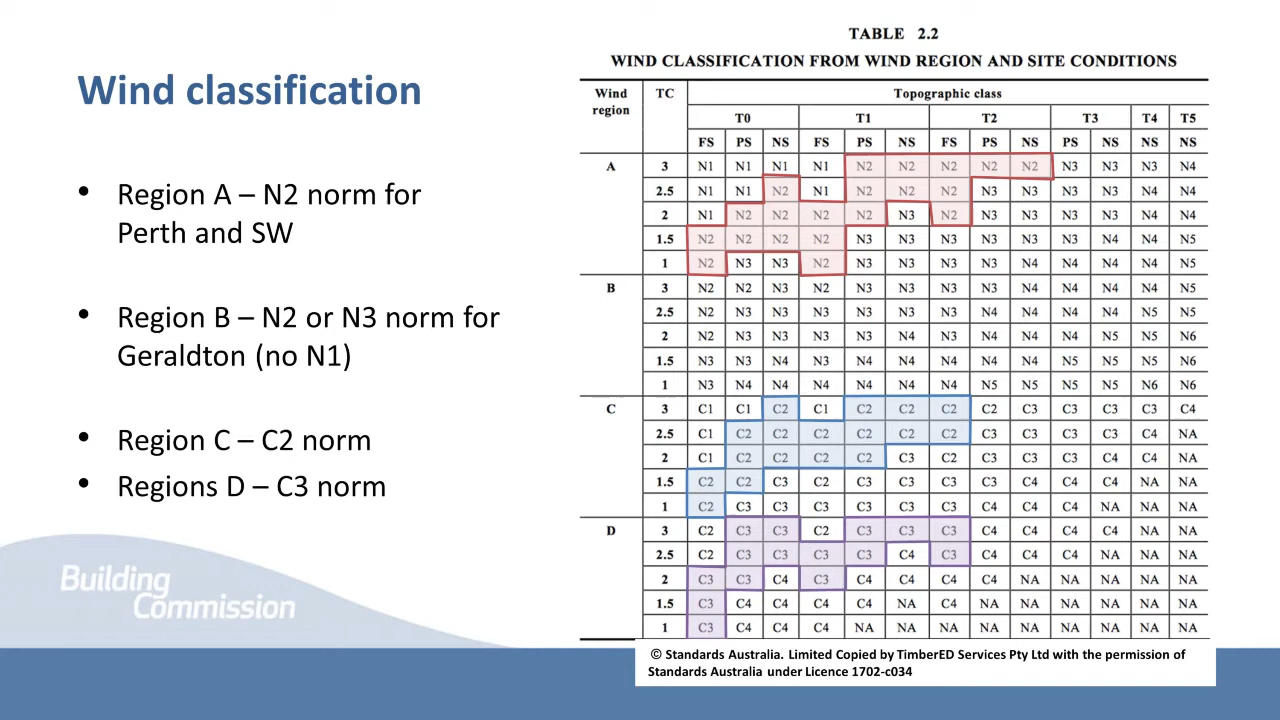 Wind classification
• Region A – N2 norm for
Perth and SW
• Region B – N2 or N3 norm for
Geraldton (no N1)
• Region C – C2 norm
• Regions D – C3 norm
Building
Commission
TABLE 2.2
WIND CLASSIFICATION FROM WIND REGION AND SITE CONDITIONS
Wind region TC Topographic class
T0 T1 T2 T3 T4 T5
FS PS NS FS PS NS FS PS NS PS NS NS NS
A 3 N1 N1 N1 N1 N2 N2 N2 N2 N2 N3 N3 N3 N4
2.5 N1 N1 N2 N1 N2 N2 N2 N3 N3 N3 N3 N4 N4
2 N1 N2 N2 N2 N2 N3 N2 N3 N3 N3 N3 N4 N4
1.5 N2 N2 N2 N2 N3 N3 N3 N3 N3 N3 N4 N4 N5
1 N2 N3 N3 N2 N3 N3 N3 N3 N4 N4 N4 N4 N5
B 3 N2 N2 N3 N2 N3 N3 N3 N3 N4 N4 N4 N4 N5
2.5 N2 N3 N3 N3 N3 N3 N3 N4 N4 N4 N4 N5 N5
2 N2 N3 N3 N3 N3 N4 N3 N4 N4 N4 N5 N5 N6
1.5 N3 N3 N4 N3 N4 N4 N4 N4 N4 N5 N5 N5 N6
1 N3 N4 N4 N4 N4 N4 N4 N5 N5 N5 N5 N6 N6
C 3 C1 C1 C2 C1 C2 C2 C2 C2 C3 C3 C3 C3 C4
2.5 C1 C2 C2 C2 C2 C2 C2 C3 C3 C3 C3 C4 NA
2 C1 C2 C2 C2 C2 C3 C2 C3 C3 C3 C4 C4 NA
1.5 C2 C2 C3 C2 C3 C3 C3 C3 C4 C4 C4 NA NA
1 C2 C3 C3 C3 C3 C3 C3 C4 C4 C4 NA NA NA
D 3 C2 C3 C3 C2 C3 C3 C3 C4 C4 C4 C4 NA NA
2.5 C2 C3 C3 C3 C3 C4 C3 C4 C4 C4 NA NA NA
2 C3 C3 C4 C3 C4 C4 C4 C4 NA NA NA NA NA
1.5 C3 C4 C4 C4 C4 NA C4 NA NA NA NA NA NA
1 C3 C4 C4 C4 NA NA NA NA NA NA NA NA NA
© Standards Australia. Limited Copied by TimberED Services Pty Ltd with the permission of
Standards Australia under Licence 1702-c034